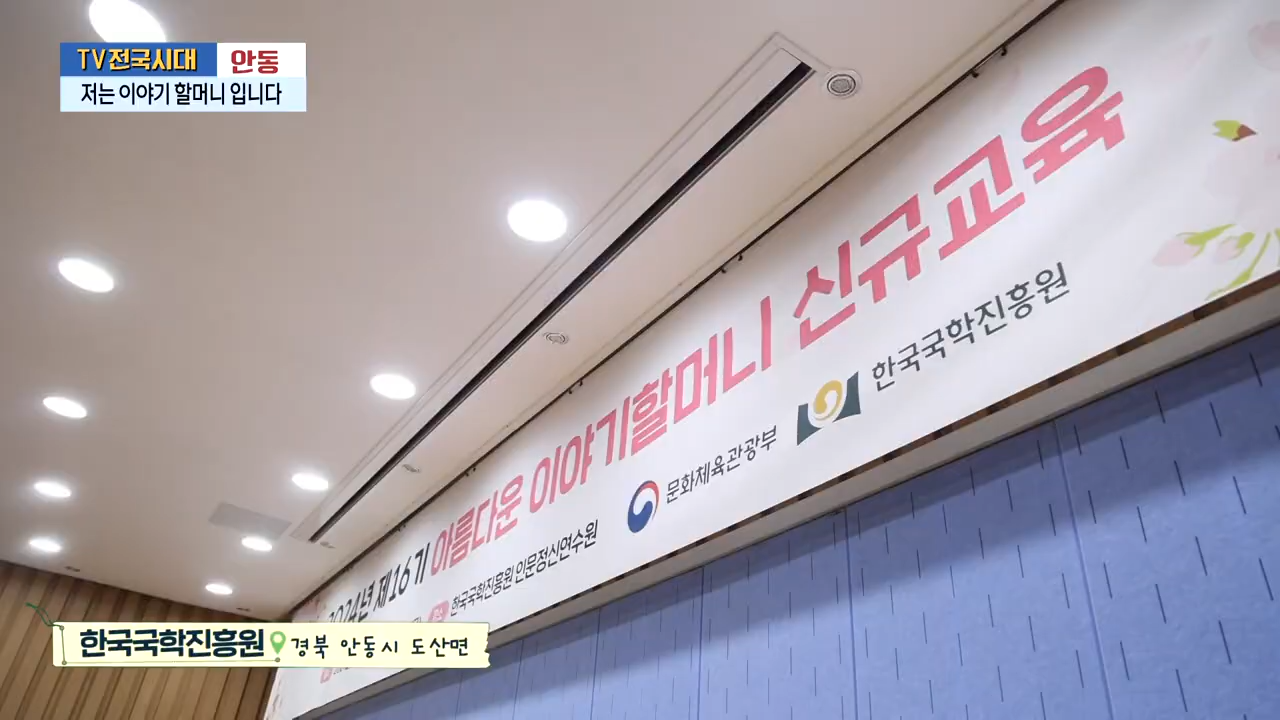 TV전국시대 안동
저는 이야기 할머니 입니다
2024년 제16기 아름다운 이야기할머니 신규교육
장소 한국국학진흥원 인문정신연수원
문화체육관광부
한국국학진흥원
한국국학진흥원 경북 안동시 도산면